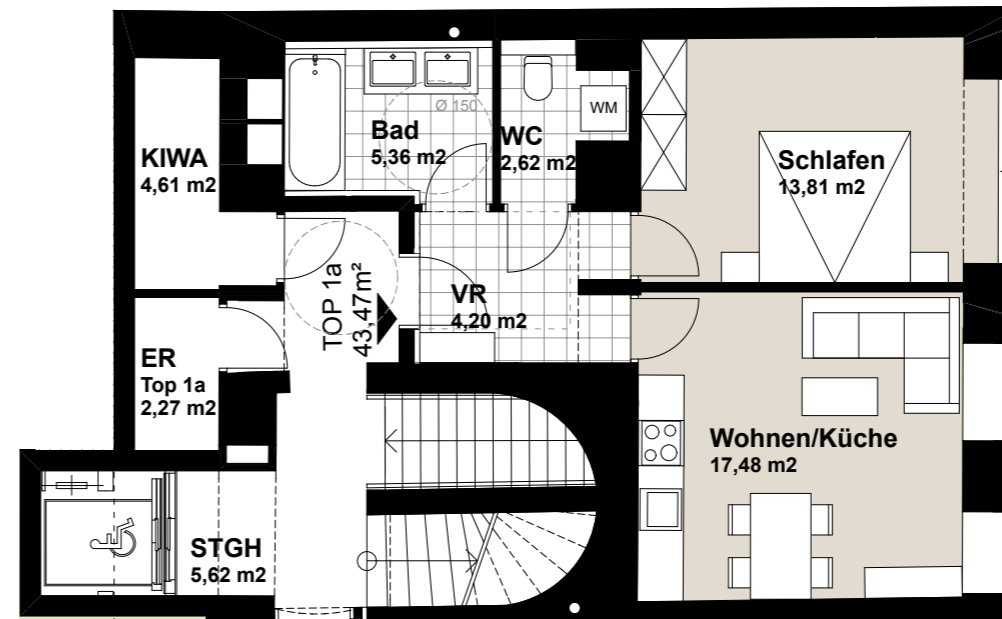 Ø 150
Bad
5,36 m2
WC
2,62 m2
WM
KIWA
4,61 m2
Schlafen
13,81 m2
TOP 1a
43,47m²
VR
4,20 m2
ER
Top 1a
2,27 m2
Wohnen/Küche
17,48 m2
STGH
5,62 m2